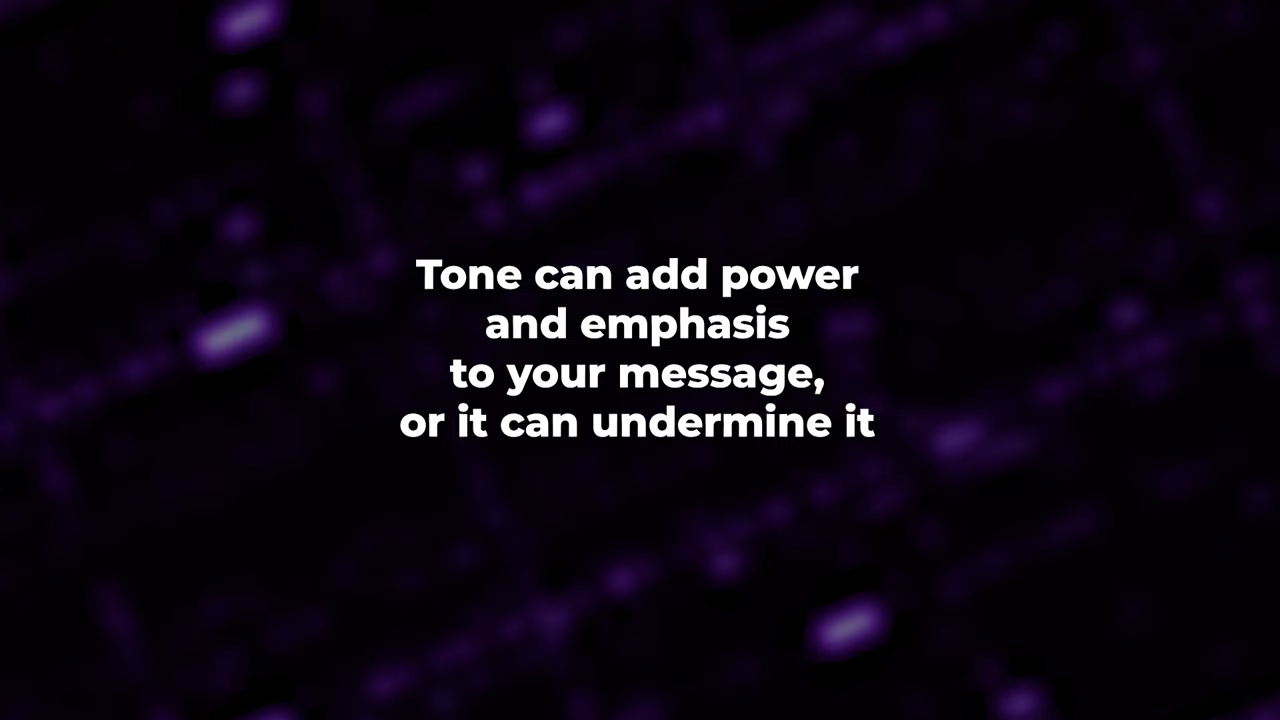 Tone can add power
and emphasis
to your message,
or it can undermine it